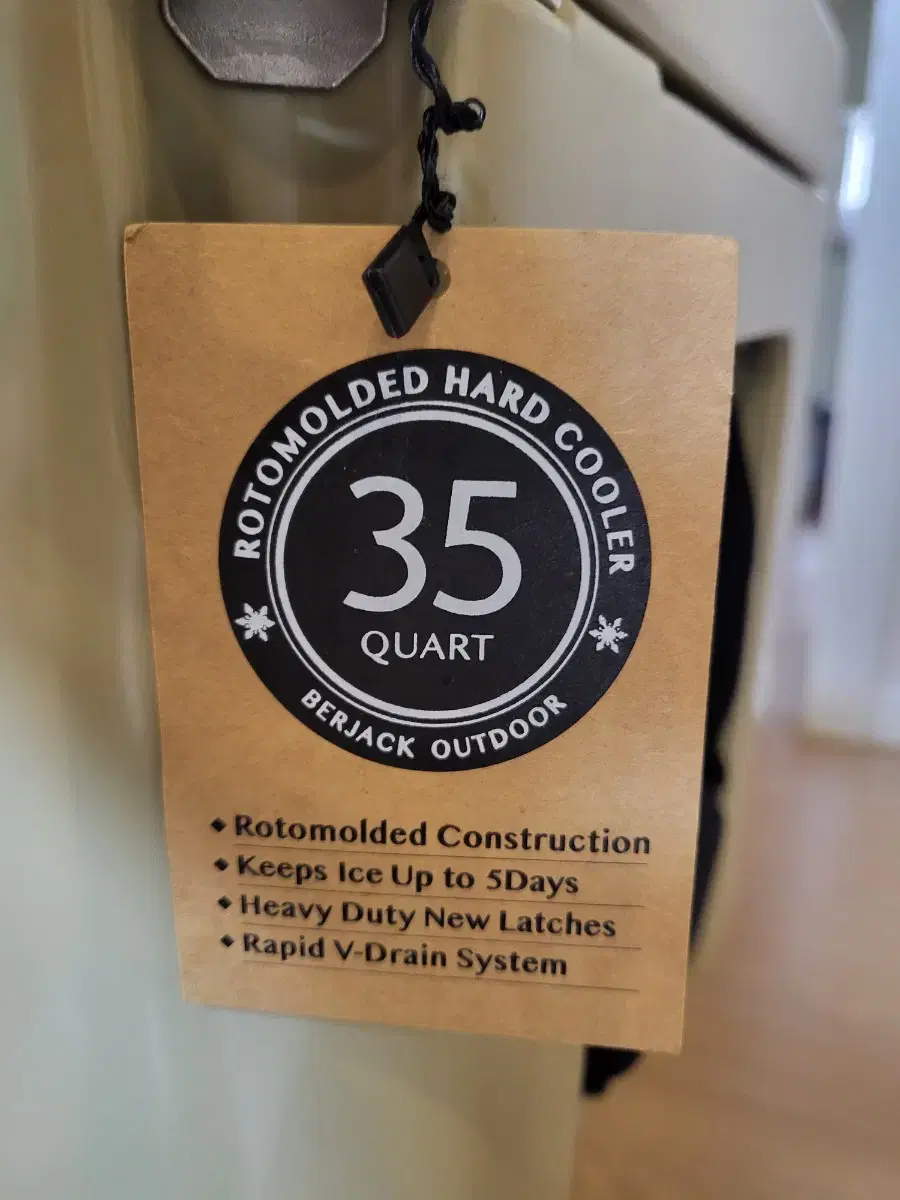 ROTOMOLDED HARD COOLER
35
QUART
BERJACK OUTDOOR
Rotomolded Construction
Keeps Ice Up to 5Days
Heavy Duty New Latches
Rapid V-Drain System